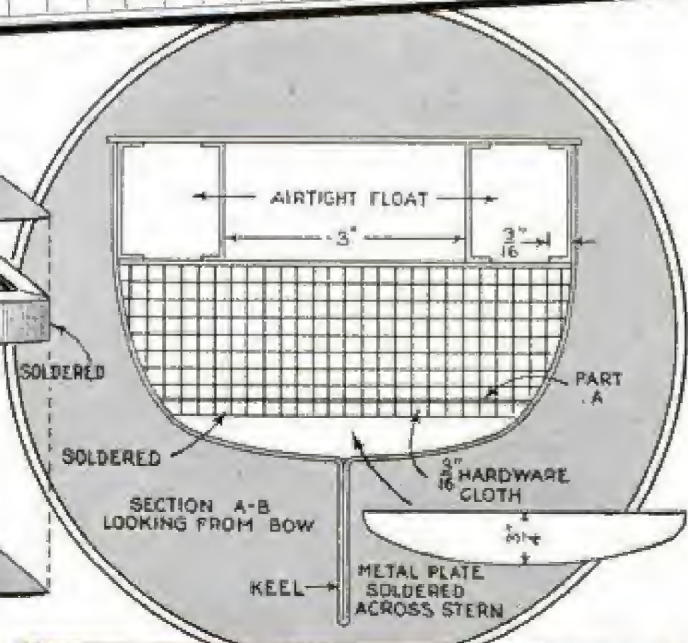 AIRTIGHT FLOAT
3"
3/16"
SOLDERED
PART
A
SOLDERED
3/16" HARDWARE
CLOTH
SECTION A-B
LOOKING FROM BOW
KEEL
METAL PLATE
SOLDERED
ACROSS STERN